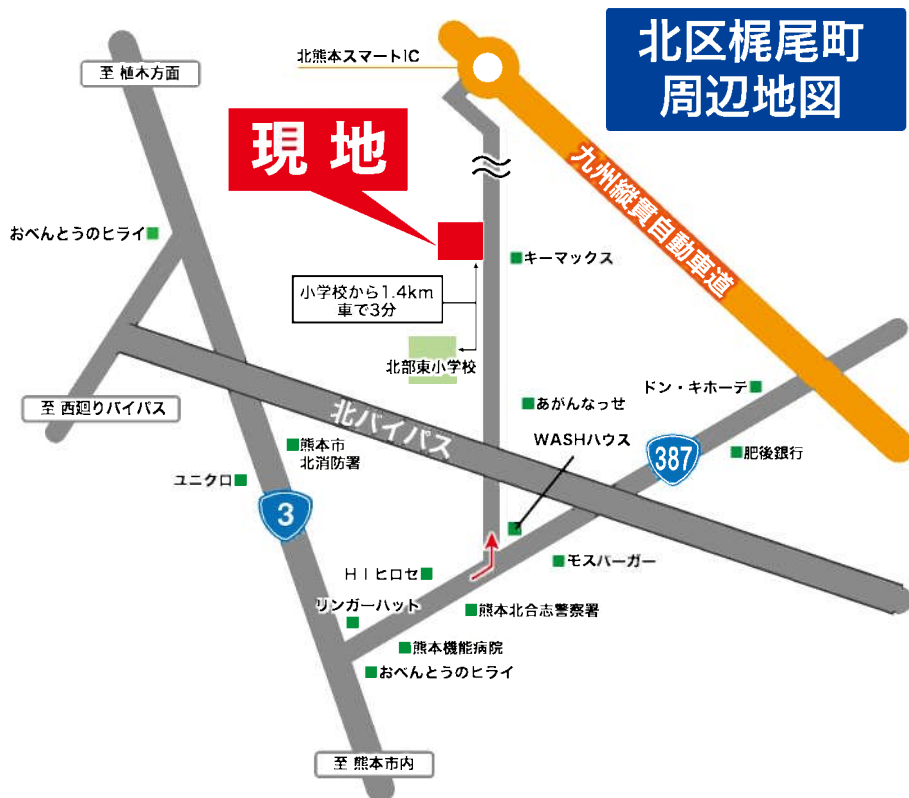 北区梶尾町
周辺地図
北熊本スマートIC
至 植木方面
現地
九州縦貫自動車道
おべんとうのヒライ
キーマックス
小学校から1.4km
車で3分
北部東小学校
ドン・キホーテ
至 西廻りバイパス
北バイパス
あがんなっせ
WASHハウス
387
肥後銀行
熊本市
北消防署
ユニクロ
3
モスバーガー
HIヒロセ
リンガーハット
熊本北合志警察署
熊本機能病院
おべんとうのヒライ
至 熊本市内